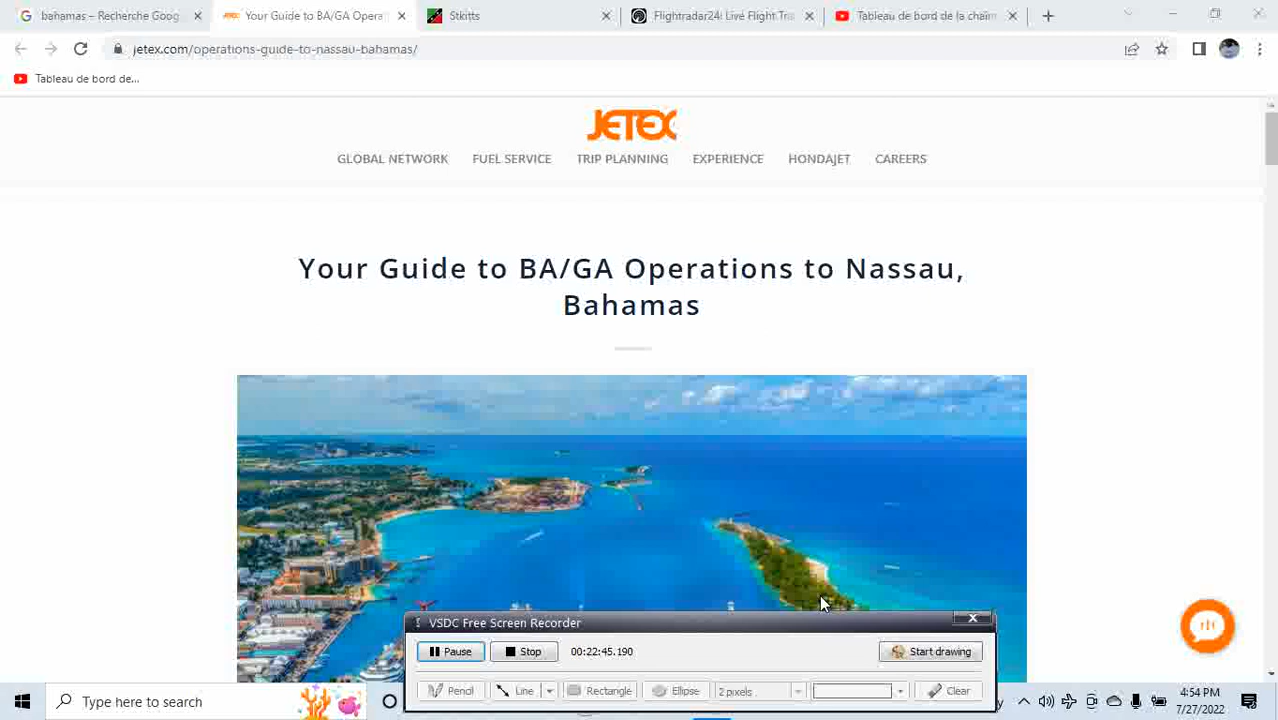 bahamas - Recherche Goog
Your Guide to BA/GA Opera
Stkitts
Flightradar24: Live Flight Tra
Tableau de bord de la chaîn
jetex.com/operations-guide-to-nassau-bahamas/
Tableau de bord de...
JETEX
GLOBAL NETWORK FUEL SERVICE TRIP PLANNING EXPERIENCE HONDAJET CAREERS
Your Guide to BA/GA Operations to Nassau,
Bahamas
VSDC Free Screen Recorder
Pause Stop 00:22:45.190 Start drawing
Pencil Line Rectangle Ellipse 2 pixels Clear
Type here to search
4:54 PM
7/27/2022